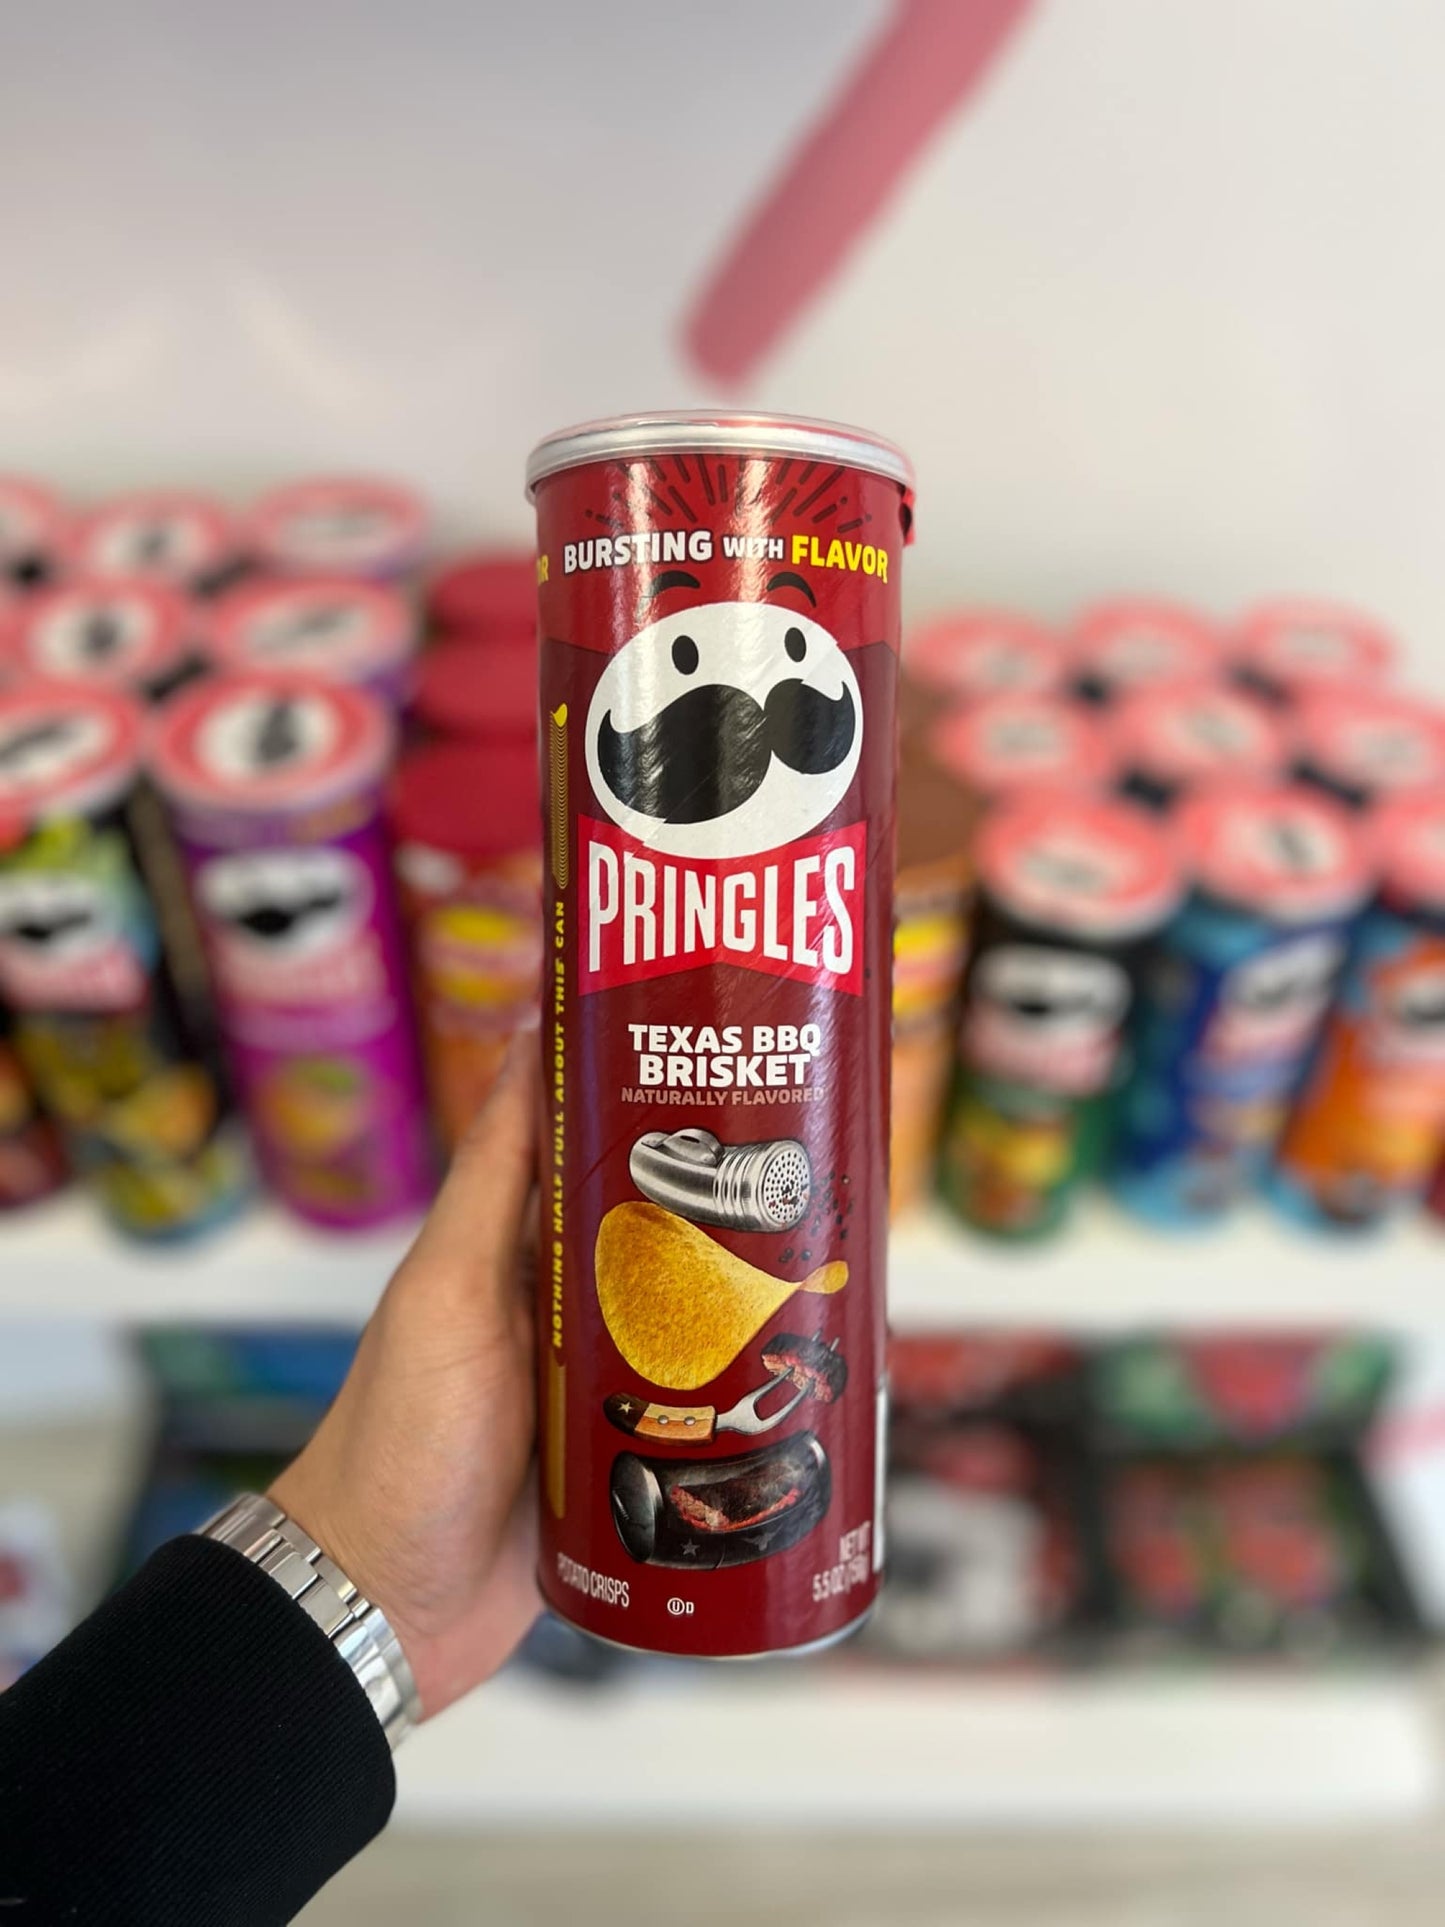 BURSTING WITH FLAVOR
PRINGLES
TEXAS BBQ
BRISKET
NATURALLY FLAVORED
NOTHING HALF FULL ABOUT THIS CAN
POTATO CRISPS
U D
NET WT
5.5 OZ (156g)